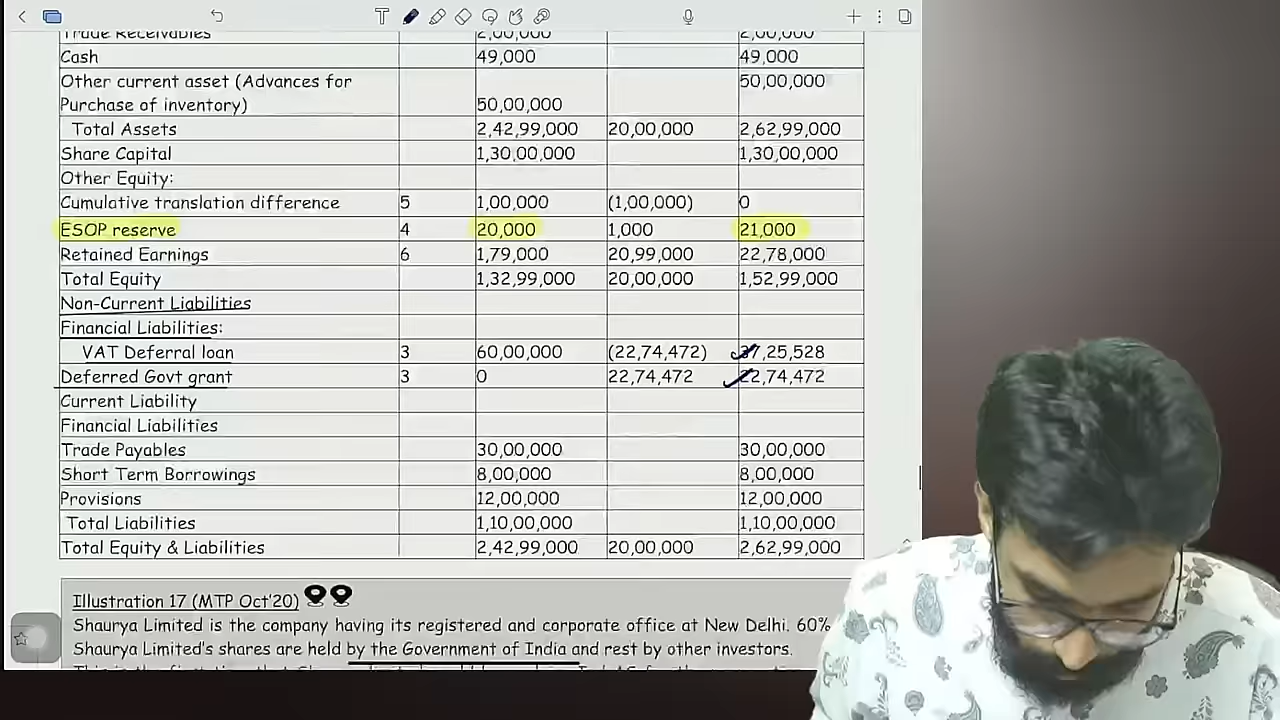 Trade Receivables 2,00,000 2,00,000
Cash 49,000 49,000
Other current asset (Advances for 50,00,000
Purchase of inventory) 50,00,000
Total Assets 2,42,99,000 20,00,000 2,62,99,000
Share Capital 1,30,00,000 1,30,00,000
Other Equity:
Cumulative translation difference 5 1,00,000 (1,00,000) 0
ESOP reserve 4 20,000 1,000 21,000
Retained Earnings 6 1,79,000 20,99,000 22,78,000
Total Equity 1,32,99,000 20,00,000 1,52,99,000
Non-Current Liabilities
Financial Liabilities:
VAT Deferral loan 3 60,00,000 (22,74,472) 37,25,528
Deferred Govt grant 3 0 22,74,472 22,74,472
Current Liability
Financial Liabilities
Trade Payables 30,00,000 30,00,000
Short Term Borrowings 8,00,000 8,00,000
Provisions 12,00,000 12,00,000
Total Liabilities 1,10,00,000 1,10,00,000
Total Equity & Liabilities 2,42,99,000 20,00,000 2,62,99,000
Illustration 17 (MTP Oct'20)
Shaurya Limited is the company having its registered and corporate office at New Delhi. 60%
Shaurya Limited's shares are held by the Government of India and rest by other investors.